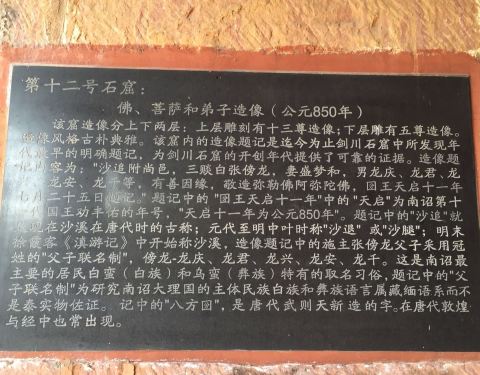 第十二号石窟：
佛、菩萨和弟子造像（公元850年）
该窟造像分上下两层：上层雕刻有十三尊造像；下层雕有五尊造像。
像风格古朴典雅。该窟内的造像题记是迄今为止剑川石窟中所发现年
最早的明确题记，为剑川石窟的开创年代提供了可靠的证据。造像题
为："沙追附尚邑，三睒白张傍龙，妻盛梦和，男龙庆、龙君、龙
、龙安、龙千等，有善因缘，敬造弥勒佛阿弥陀佛，国王天启十一年
七月二十五日题记。"题记中的"国王天启十一年"中的"天启"为南诏第十
代国王劝丰佑的年号，"天启十一年为公元850年"。题记中的"沙追"就
是现在沙溪在唐代时的古称；元代至明中叶时称"沙退"或"沙腿"；明末
徐霞客《滇游记》中开始称沙溪，造像题记中的施主张傍龙父子采用冠
姓的"父子联名制"，傍龙-龙庆、龙君、龙兴、龙安、龙千。这是南诏最
主要的居民白蛮（白族）和乌蛮（彝族）特有的取名习俗，题记中的"父
子联名制"为研究南诏大理国的主体民族白族和彝族语言属藏缅语系而不
是泰实物佐证。记中的"八方囯"，是唐代武则天新造的字。在唐代敦煌
与经中也常出现。